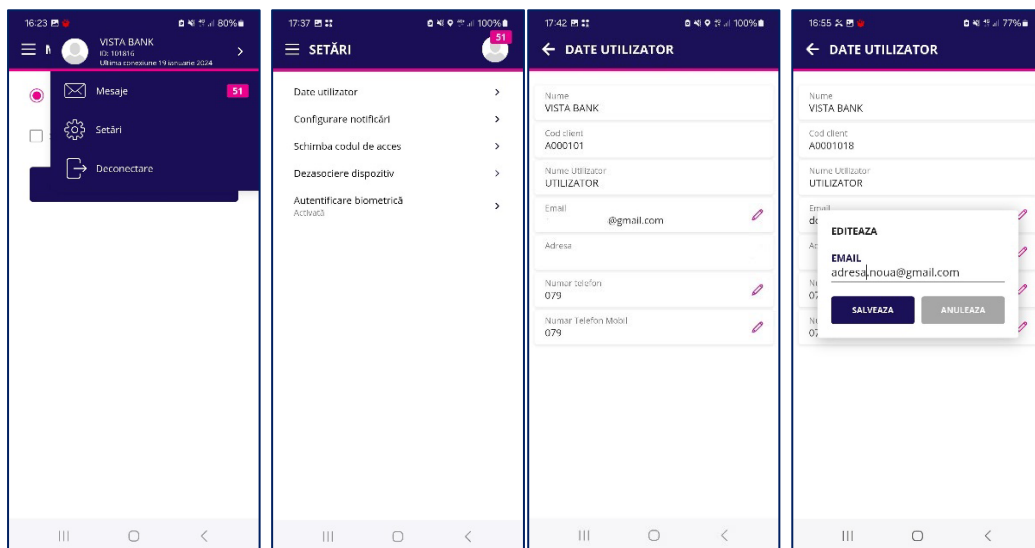 16:23
80%
VISTA BANK
ID: 101816
Ultima conexiune 19 ianuarie 2024
Mesaje
51
Setări
Deconectare
17:37
100%
SETĂRI
51
Date utilizator
Configurare notificări
Schimba codul de acces
Dezasociere dispozitiv
Autentificare biometrică
Activată
17:42
100%
DATE UTILIZATOR
Nume
VISTA BANK
Cod client
A000101
Nume Utilizator
UTILIZATOR
Email
@gmail.com
Adresa
Numar telefon
079
Numar Telefon Mobil
079
16:55
77%
DATE UTILIZATOR
Nume
VISTA BANK
Cod client
A0001018
Nume Utilizator
UTILIZATOR
Email
EDITEAZA
EMAIL
adresa.noua@gmail.com
SALVEAZA
ANULEAZA
07
07